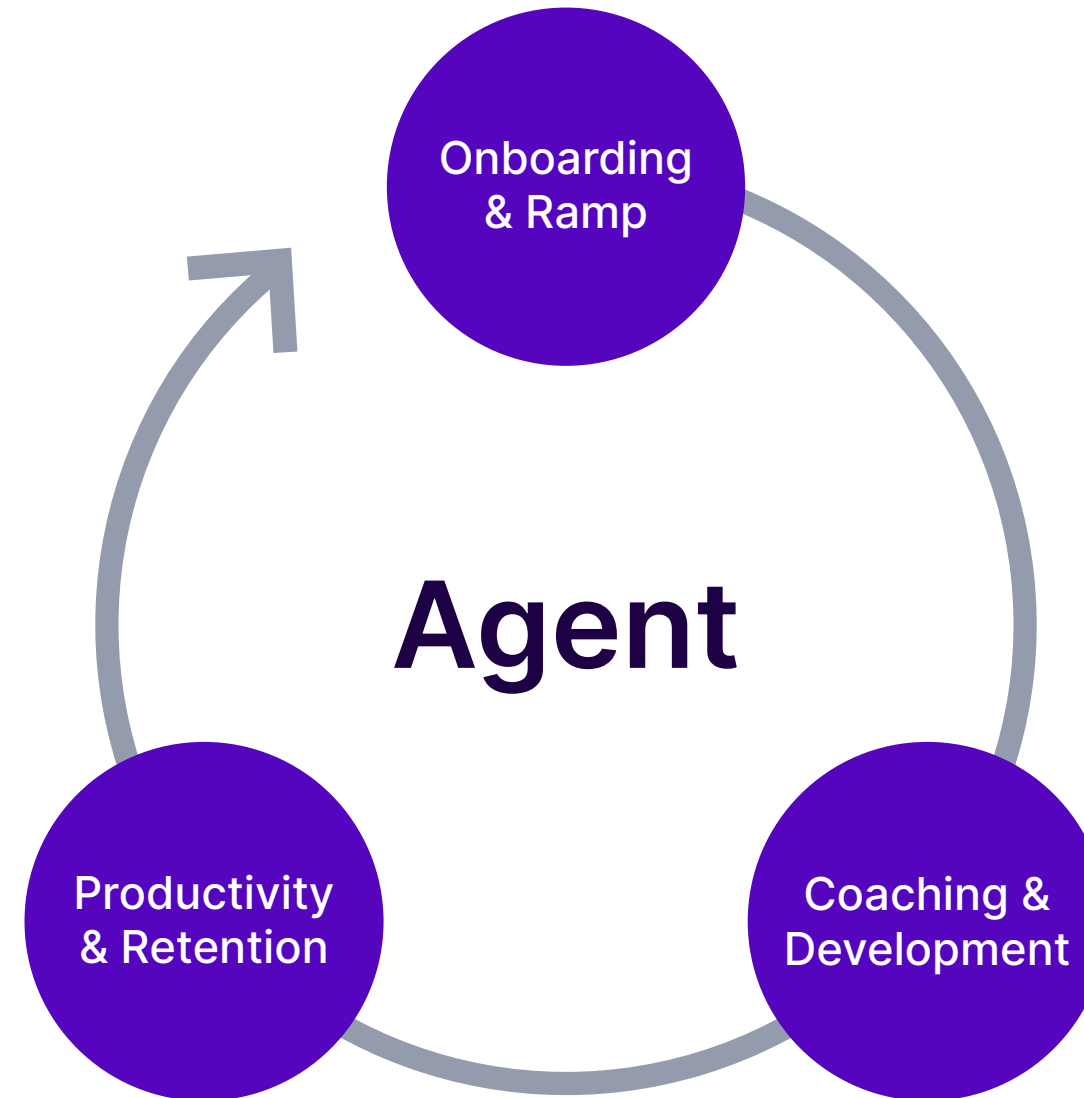 Onboarding
& Ramp
Agent
Productivity
& Retention
Coaching &
Development